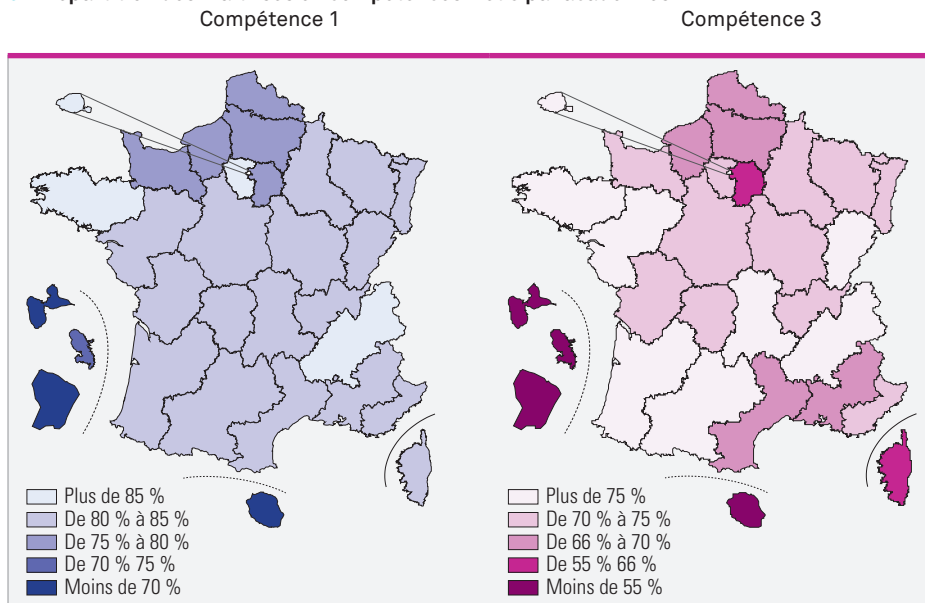 Compétence 1
Compétence 3
Plus de 85 %
De 80 % à 85 %
De 75 % à 80 %
De 70 % 75 %
Moins de 70 %
Plus de 75 %
De 70 % à 75 %
De 66 % à 70 %
De 55 % 66 %
Moins de 55 %